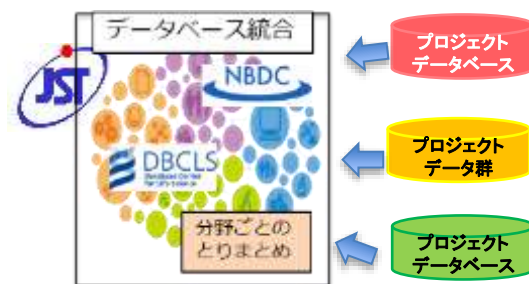 データベース統合
JST
NBDC
DBCLS
分野ごとの
とりまとめ
プロジェクト
データベース
プロジェクト
データ群
プロジェクト
データベース